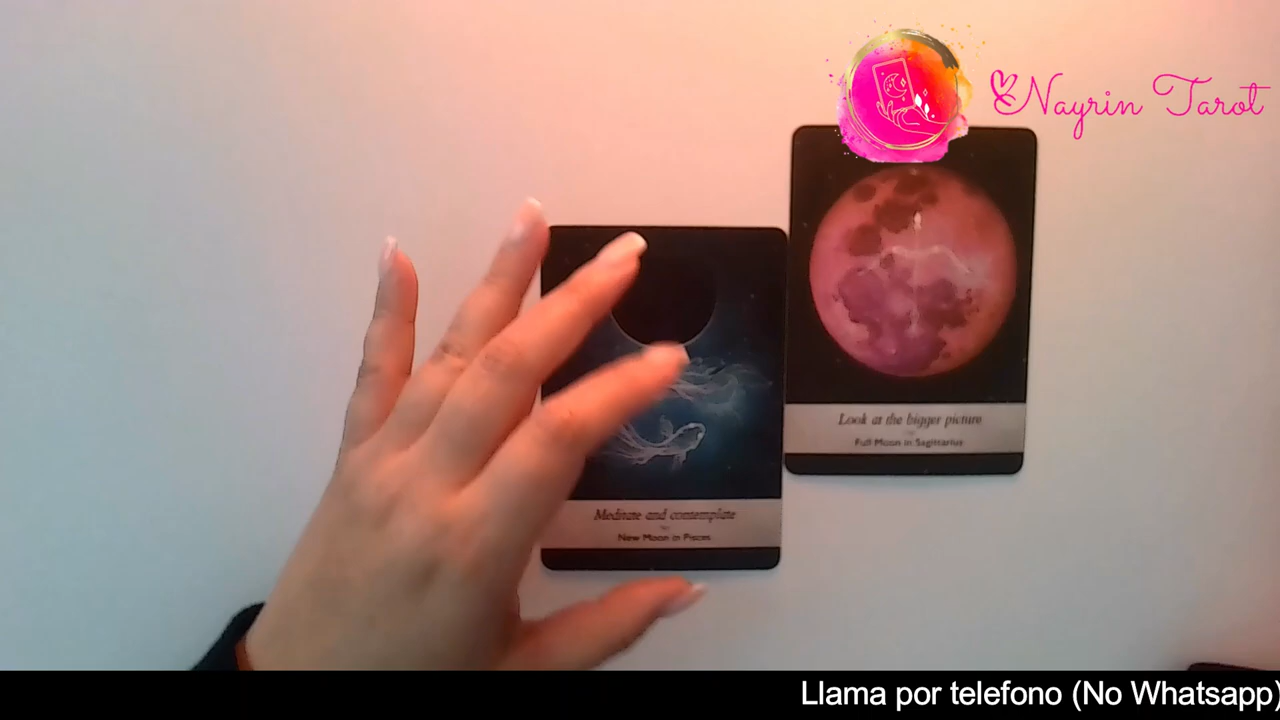 Nayrin Tarot
Look at the bigger picture
Full Moon in Sagittarius
Meditate and contemplate
New Moon in Pisces
Llama por telefono (No Whatsapp)